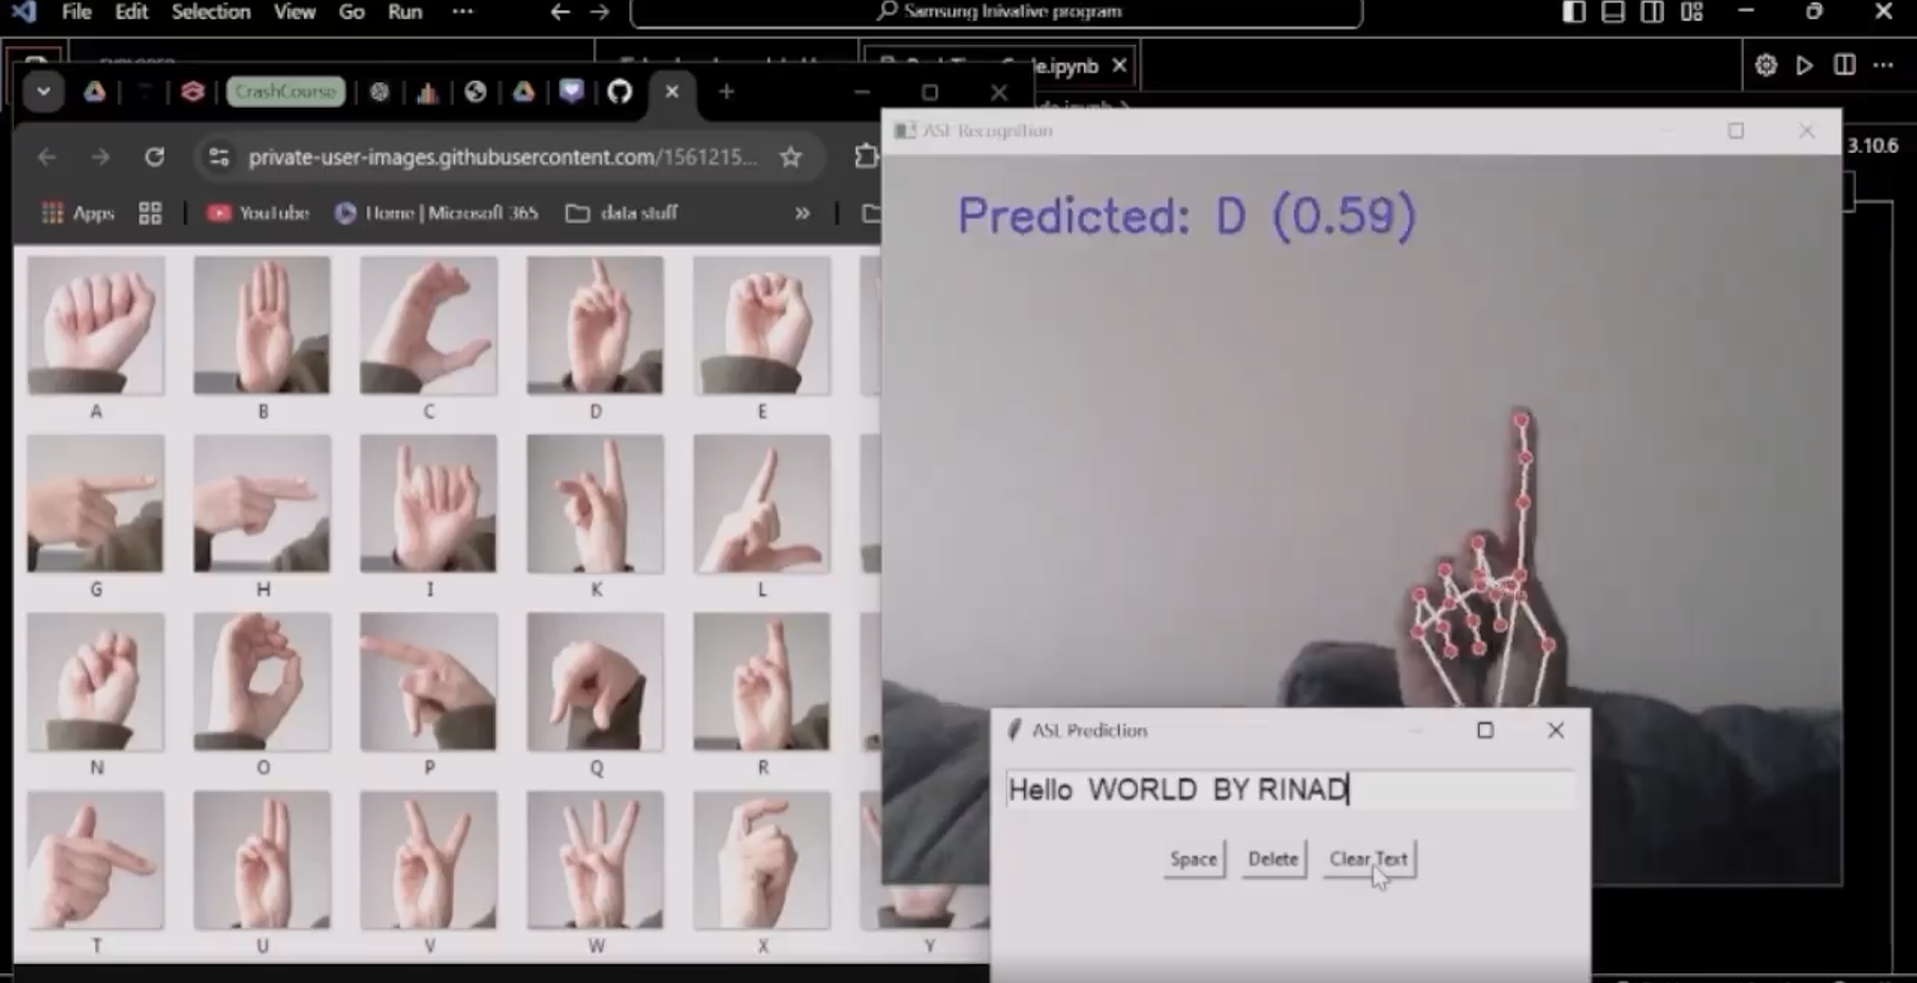 File Edit Selection View Go Run ...
Samsung Inivative program
e.ipynb
CrashCourse
private-user-images.githubusercontent.com/1561215...
Apps
YouTube
Home | Microsoft 365
data stuff
»
3.10.6
A B C D E
G H I K L
N O P Q R
T U V W X Y
ASL Recognition
Predicted: D (0.59)
ASL Prediction
Hello WORLD BY RINAD
Space Delete Clear Text